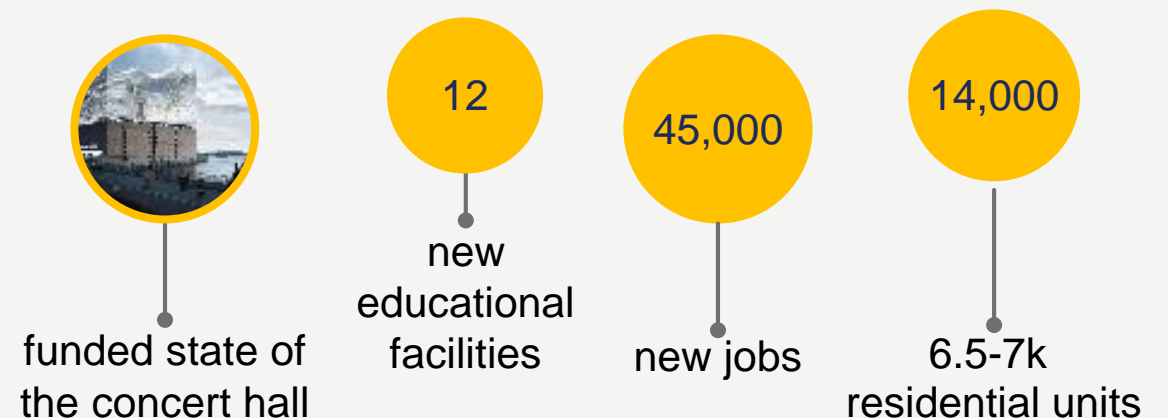 funded state of
the concert hall
12
new
educational
facilities
45,000
new jobs
14,000
6.5-7k
residential units